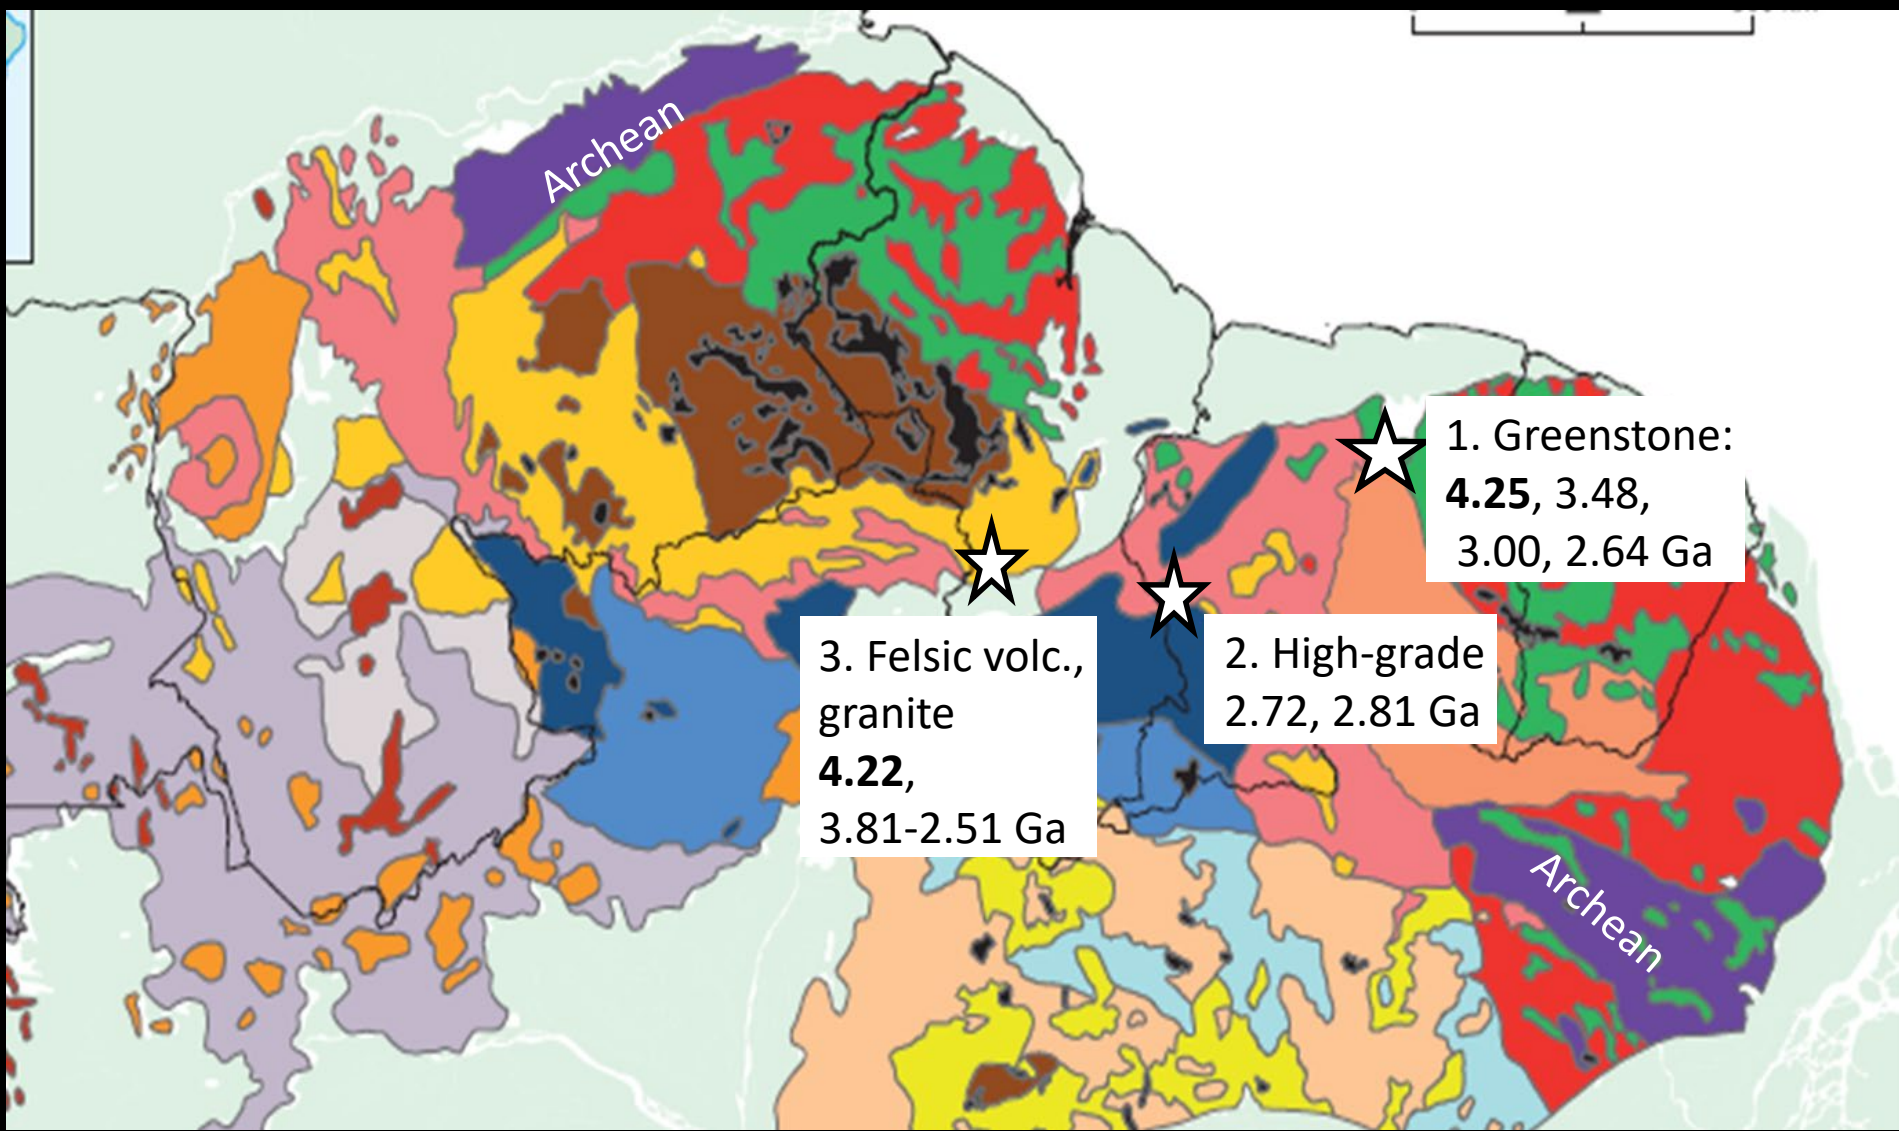 Archean
1. Greenstone:
4.25, 3.48,
3.00, 2.64 Ga
3. Felsic volc.,
granite
4.22,
3.81-2.51 Ga
2. High-grade
2.72, 2.81 Ga
Archean